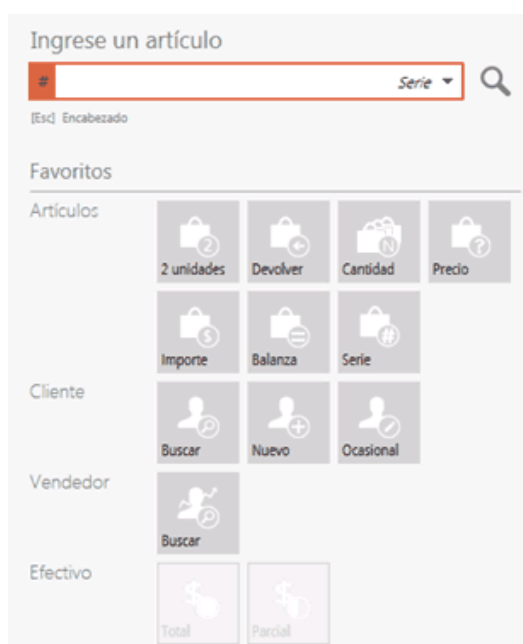 Ingrese un artículo
# Serie
[Esc] Encabezado
Favoritos
Artículos
2 unidades Devolver Cantidad Precio
Importe Balanza Serie
Cliente
Buscar Nuevo Ocasional
Vendedor
Buscar
Efectivo
Total Parcial